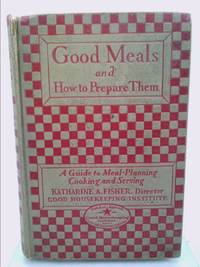 Good Meals
and
How to Prepare Them
A Guide to Meal-Planning
Cooking and Serving
KATHARINE A. FISHER, Director
GOOD HOUSEKEEPING INSTITUTE